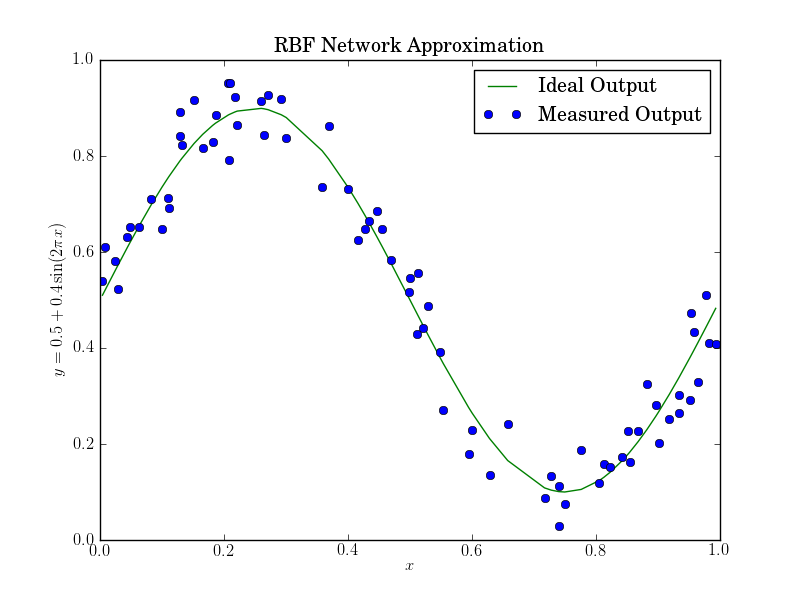 RBF Network Approximation
Ideal Output
Measured Output
y = 0.5 + 0.4 sin(2πx)
1.0
0.8
0.6
0.4
0.2
0.0
0.0 0.2 0.4 0.6 0.8 1.0
x